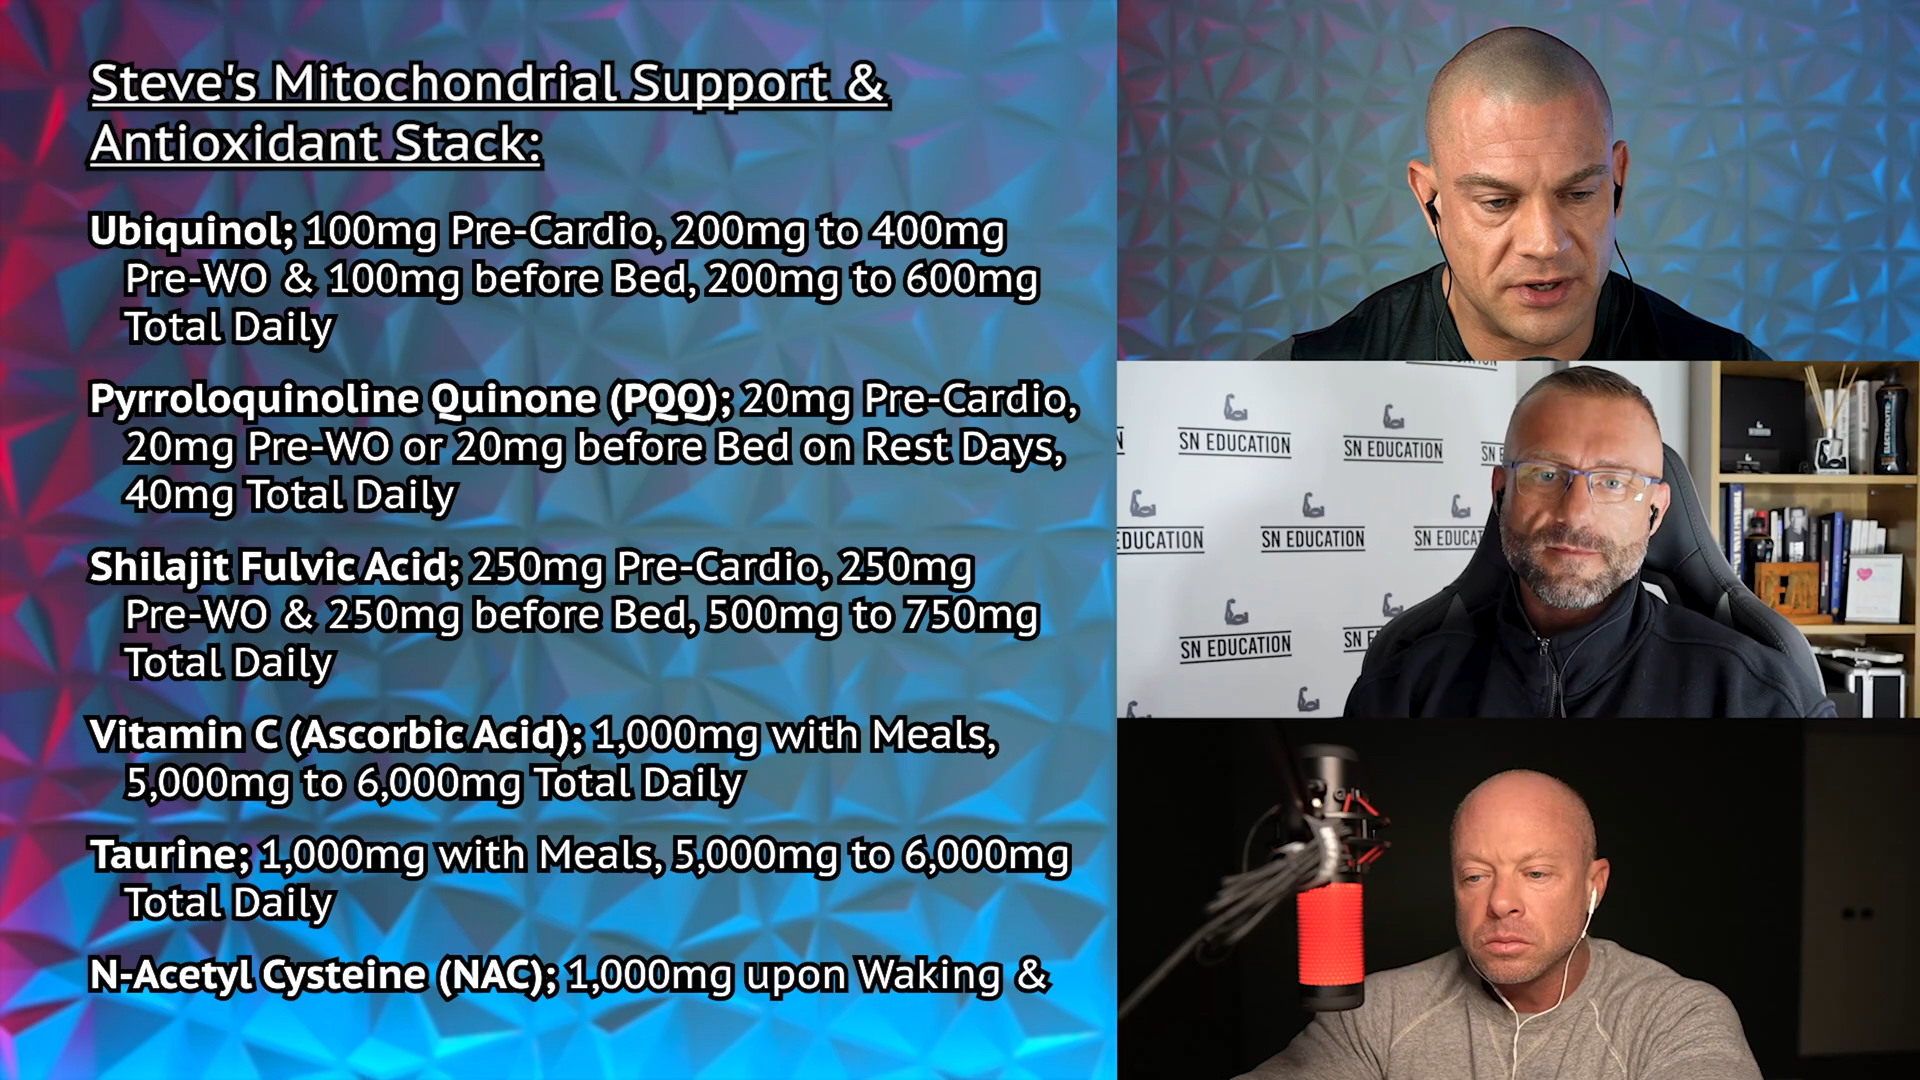 Steve's Mitochondrial Support &
Antioxidant Stack:
Ubiquinol; 100mg Pre-Cardio, 200mg to 400mg
Pre-WO & 100mg before Bed, 200mg to 600mg
Total Daily
Pyrroloquinoline Quinone (PQQ); 20mg Pre-Cardio,
20mg Pre-WO or 20mg before Bed on Rest Days,
40mg Total Daily
Shilajit Fulvic Acid; 250mg Pre-Cardio, 250mg
Pre-WO & 250mg before Bed, 500mg to 750mg
Total Daily
Vitamin C (Ascorbic Acid); 1,000mg with Meals,
5,000mg to 6,000mg Total Daily
Taurine; 1,000mg with Meals, 5,000mg to 6,000mg
Total Daily
N-Acetyl Cysteine (NAC); 1,000mg upon Waking &
SN EDUCATION
SN EDUCATION
SN E
EDUCATION
SN EDUCATION
SN EDUCAT
SN EDUCATION
SN E